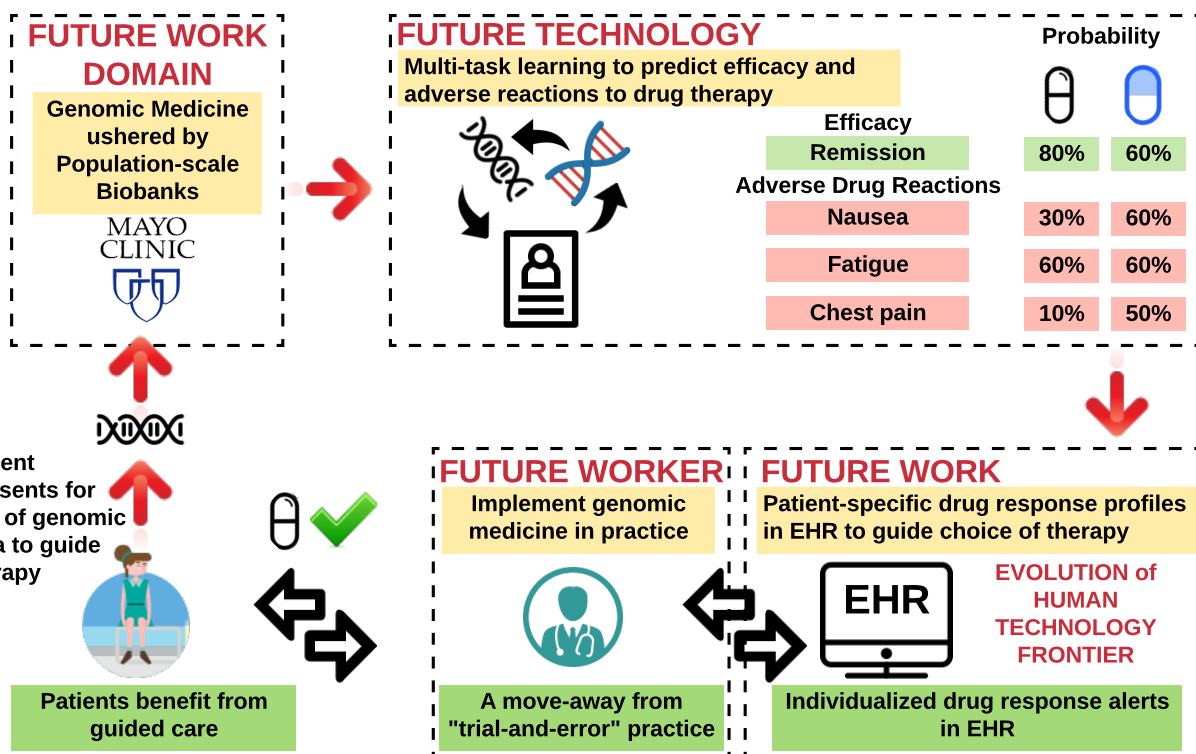 FUTURE WORK
DOMAIN
Genomic Medicine
ushered by
Population-scale
Biobanks
MAYO
CLINIC
FUTURE TECHNOLOGY
Multi-task learning to predict efficacy and
adverse reactions to drug therapy
Probability
Efficacy
Remission 80% 60%
Adverse Drug Reactions
Nausea 30% 60%
Fatigue 60% 60%
Chest pain 10% 50%
ent
sents for
of genomic
a to guide
rapy
Patients benefit from
guided care
FUTURE WORKER
Implement genomic
medicine in practice
A move-away from
"trial-and-error" practice
FUTURE WORK
Patient-specific drug response profiles
in EHR to guide choice of therapy
EHR
EVOLUTION of
HUMAN
TECHNOLOGY
FRONTIER
Individualized drug response alerts
in EHR